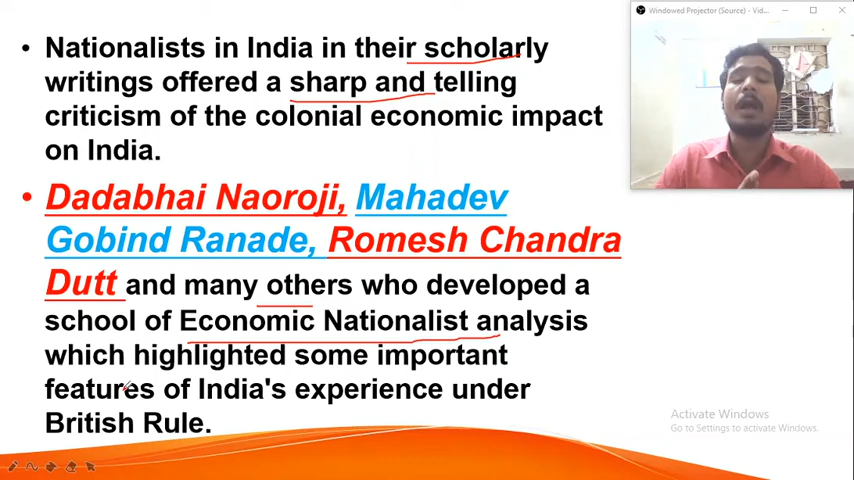 Windowed Projector (Source) - Vid...
• Nationalists in India in their scholarly
writings offered a sharp and telling
criticism of the colonial economic impact
on India.
• Dadabhai Naoroji, Mahadev
Gobind Ranade, Romesh Chandra
Dutt and many others who developed a
school of Economic Nationalist analysis
which highlighted some important
features of India's experience under
British Rule.
Activate Windows
Go to Settings to activate Windows.